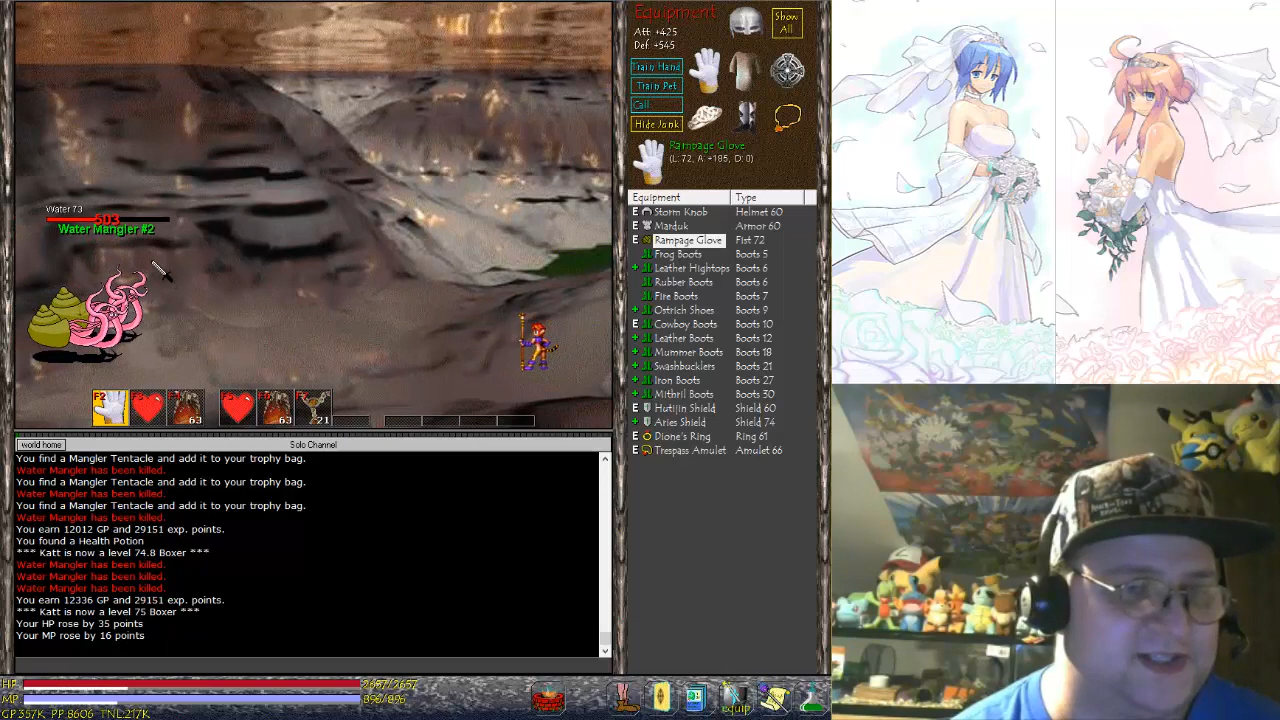 Equipment
Show All
Att +425
Def +545
Train Hand
Train Pet
Call
Hide Junk
Rampage Glove
(L: 72, A +185, D: 0)
Equipment Type
E Storm Knob Helmet 60
E Marduk Armor 60
E Rampage Glove Fist 72
Frog Boots Boots 5
+ Leather Hightops Boots 6
Rubber Boots Boots 6
Fire Boots Boots 7
+ Ostrich Shoes Boots 9
E Cowboy Boots Boots 10
+ Leather Boots Boots 12
+ Mummer Boots Boots 18
+ Swashbucklers Boots 21
+ Iron Boots Boots 27
+ Mithril Boots Boots 30
E Hutijin Shield Shield 60
+ Aries Shield Shield 74
E Dione's Ring Ring 61
E Trespass Amulet Amulet 66
Water 73
503
Water Mangler #2
F2
63
63
21
world home
Solo Channel
You find a Mangler Tentacle and add it to your trophy bag.
Water Mangler has been killed.
You find a Mangler Tentacle and add it to your trophy bag.
Water Mangler has been killed.
You find a Mangler Tentacle and add it to your trophy bag.
Water Mangler has been killed.
You earn 12012 GP and 29151 exp. points.
You found a Health Potion
*** Katt is now a level 74.8 Boxer ***
Water Mangler has been killed.
Water Mangler has been killed.
Water Mangler has been killed.
You earn 12336 GP and 29151 exp. points.
*** Katt is now a level 75 Boxer ***
Your HP rose by 35 points
Your MP rose by 16 points
HP 2657/2657
MP 896/896
GP:357K PP:8606 TNL:217K
Equip